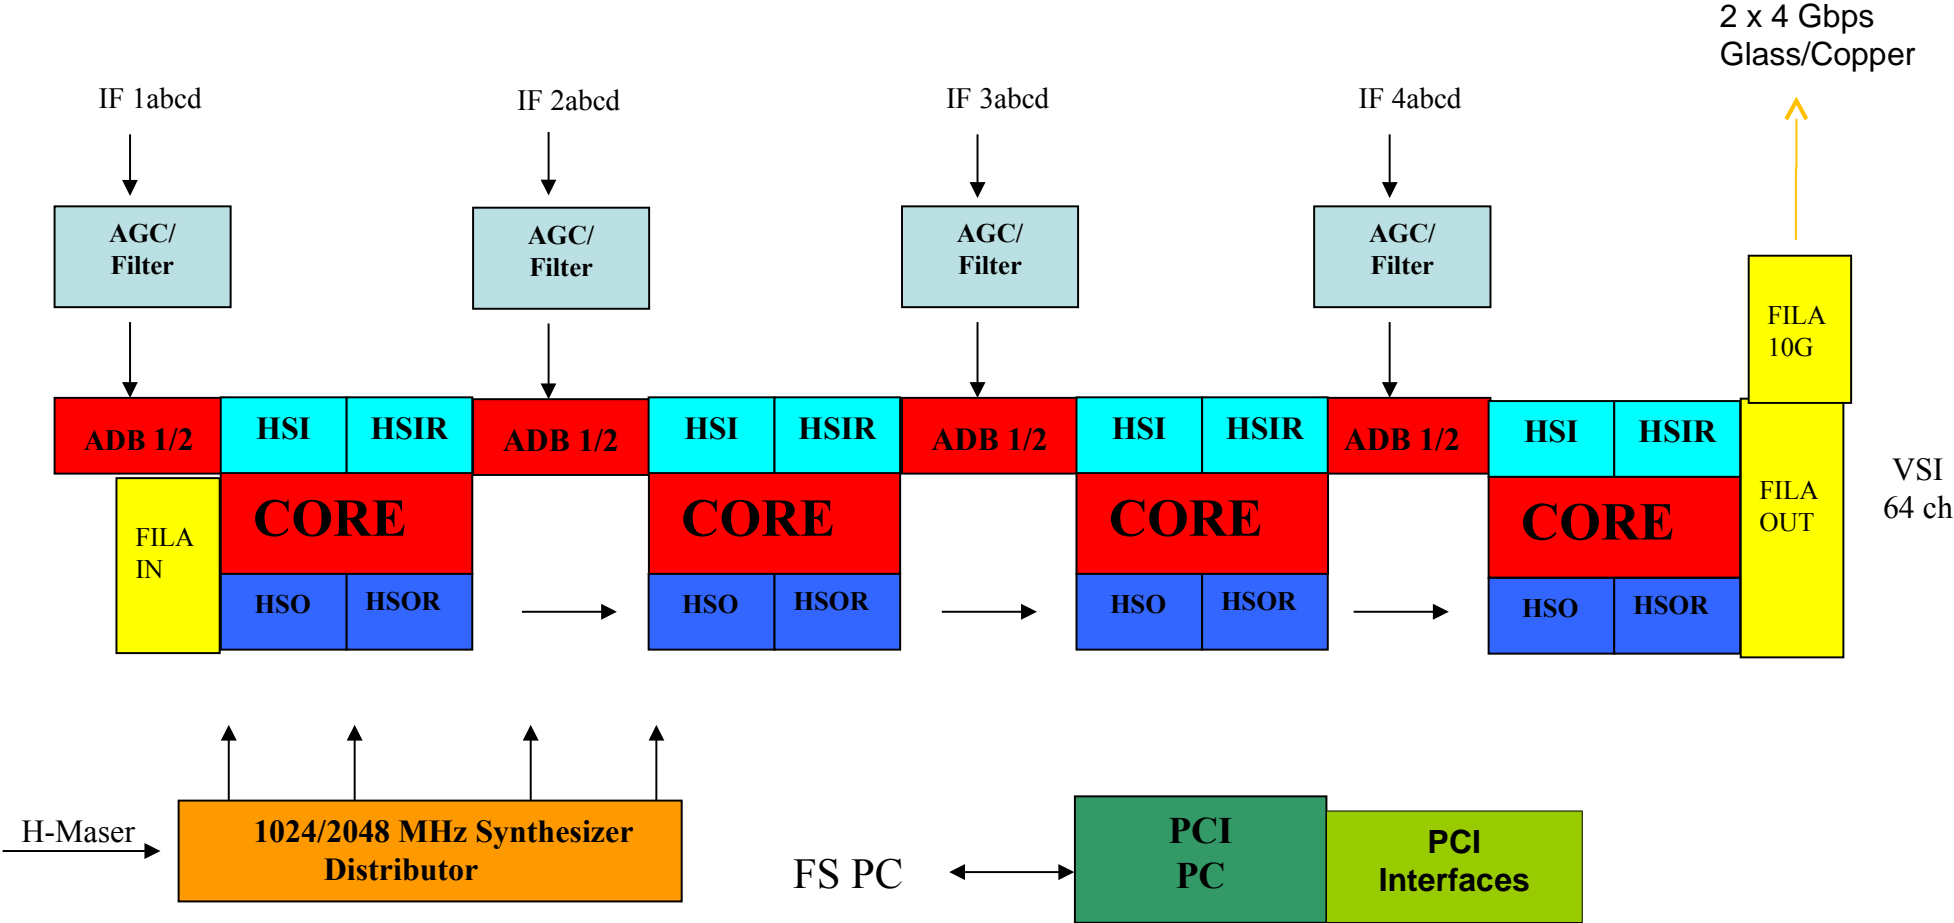 2 x 4 Gbps
Glass/Copper
IF 1abcd
IF 2abcd
IF 3abcd
IF 4abcd
AGC/
Filter
AGC/
Filter
AGC/
Filter
AGC/
Filter
FILA
10G
ADB 1/2
HSI
HSIR
ADB 1/2
HSI
HSIR
ADB 1/2
HSI
HSIR
ADB 1/2
HSI
HSIR
FILA
IN
CORE
CORE
CORE
CORE
FILA
OUT
VSI
64 ch
HSO
HSOR
HSO
HSOR
HSO
HSOR
HSO
HSOR
H-Maser
1024/2048 MHz Synthesizer
Distributor
FS PC
PCI
PC
PCI
Interfaces